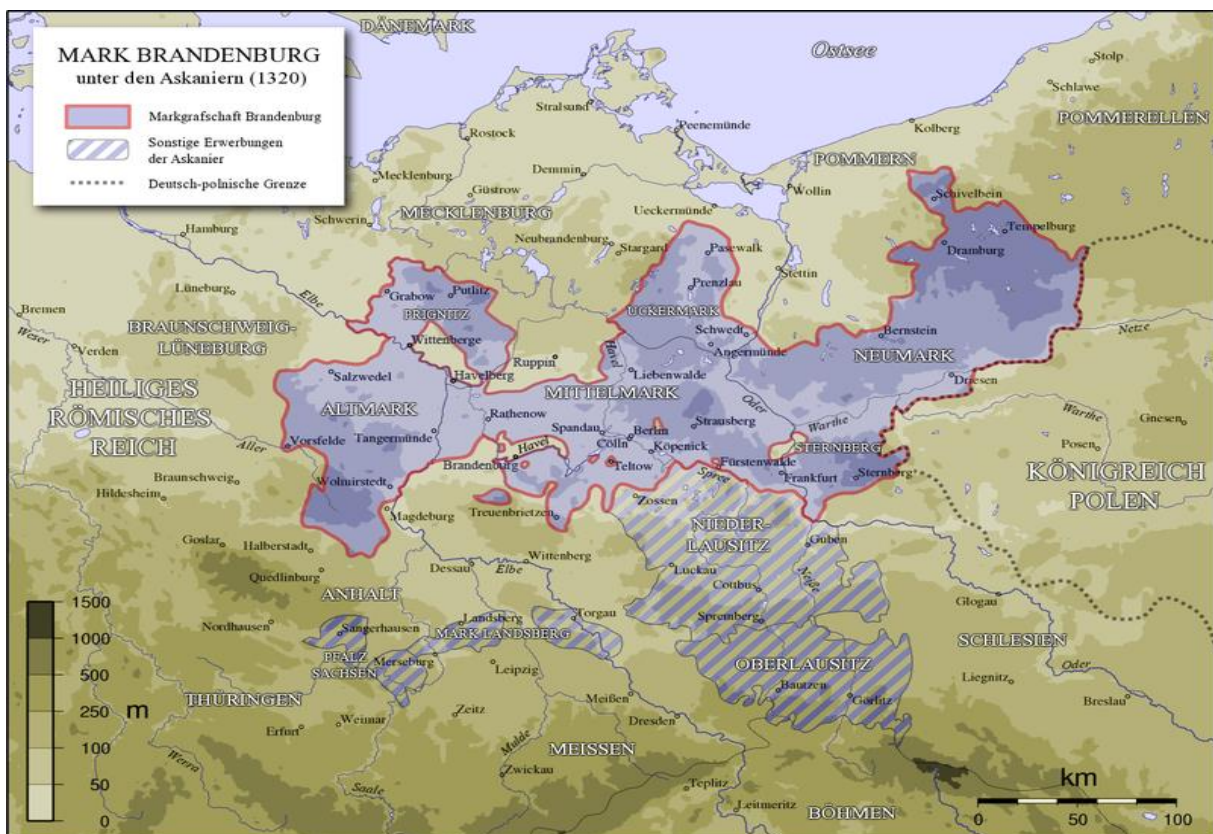 MARK BRANDENBURG
unter den Askaniern (1320)
Markgrafschaft Brandenburg
Sonstige Erwerbungen
der Askanier
Deutsch-polnische Grenze
DÄNEMARK
Ostsee
Stolp
Schlawe
POMMERELLEN
Stralsund
Rostock
Peenemünde
Kolberg
Mecklenburg
Güstrow
Demmin
POMMERN
Wollin
Schivelbein
MECKLENBURG
Schwerin
Ueckermünde
Hamburg
Neubrandenburg
Stargard
Pasewalk
Tempelburg
Dramburg
Stettin
Lüneburg
Elbe
Grabow
Putlitz
Prenzlau
PRIGNITZ
UCKERMARK
Bremen
Weser
BRAUNSCHWEIG-
LÜNEBURG
Verden
Wittenberge
Ruppin
Havel
Schwedt
Angermünde
Bernstein
Netze
NEUMARK
HEILIGES
RÖMISCHES
REICH
Salzwedel
Havelberg
Liebenwalde
Driesen
ALTMARK
MITTELMARK
Oder
Warthe
Warthe
Gnesen
Rathenow
Tangermünde
Spandau
Berlin
Strausberg
Cölln
Köpenick
STERNBERG
Posen
Aller
Vorsfelde
Havel
Brandenburg
Teltow
Fürstenwalde
Frankfurt
Sternberg
KÖNIGREICH
POLEN
Braunschweig
Hildesheim
Wolmirstedt
Spree
Zossen
Magdeburg
Treuenbrietzen
NIEDER-
LAUSITZ
Goslar
Halberstadt
Wittenberg
Guben
Quedlinburg
Dessau
Elbe
Luckau
Neiße
Cottbus
ANHALT
Glogau
Nordhausen
Sangerhausen
Landsberg
Torgau
Spremberg
MARK LANDSBERG
SCHLESIEN
PFALZ
SACHSEN
Merseburg
Leipzig
OBERLAUSITZ
Oder
Liegnitz
Bautzen
Görlitz
Breslau
THÜRINGEN
Meißen
Weimar
Zeitz
Dresden
Erfurt
Mulde
MEISSEN
Werra
Zwickau
Saale
Teplitz
Leitmeritz
BÖHMEN
1500
1000
500
250
100
50
0
m
km
0
50
100